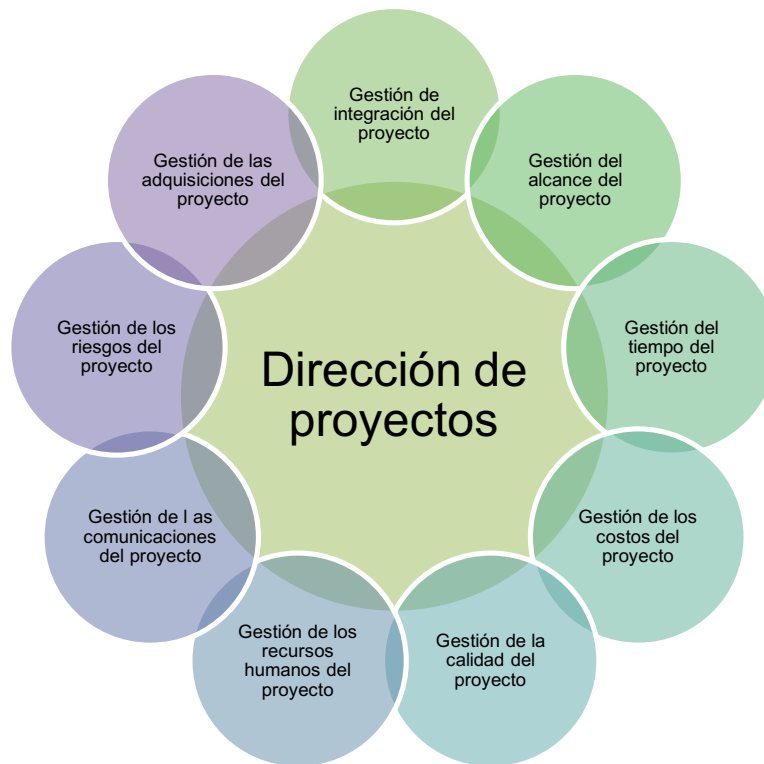 Gestión de
integración del
proyecto
Gestión del
alcance del
proyecto
Gestión del
tiempo del
proyecto
Gestión de los
costos del
proyecto
Gestión de la
calidad del
proyecto
Gestión de los
recursos
humanos del
proyecto
Gestión de l as
comunicaciones
del proyecto
Gestión de los
riesgos del
proyecto
Gestión de las
adquisiciones del
proyecto
Dirección de
proyectos